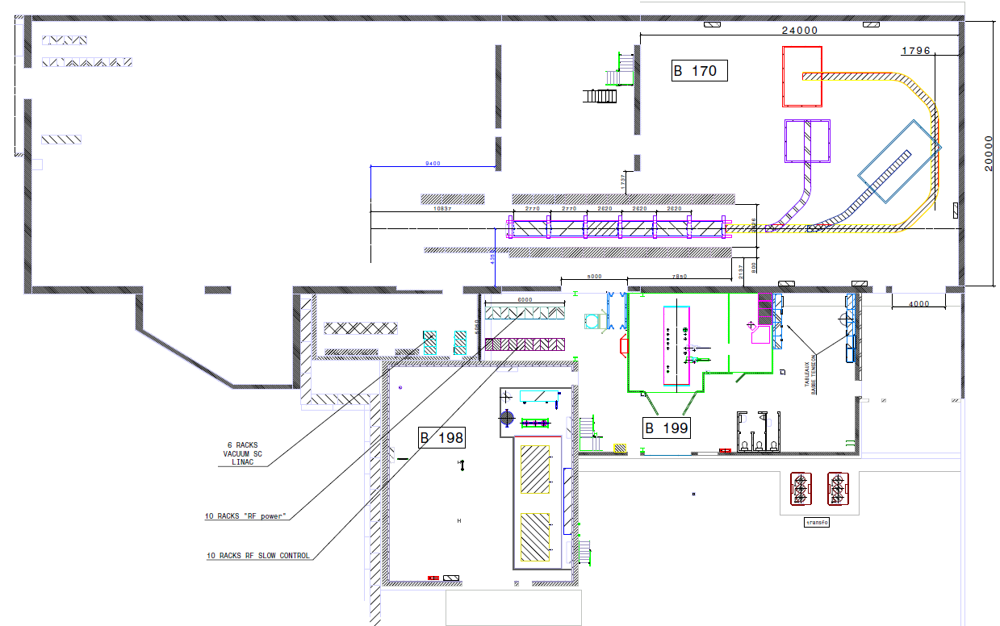 24000
1796
B 170
20000
9400
1737
10837
2770
2770
2620
2620
2620
2137
800
5000
7850
4000
6000
5050
TABLEAUX
BASSE TENSION
B 198
B 199
6 RACKS
VACUUM SC
LINAC
10 RACKS "RF power"
10 RACKS RF SLOW CONTROL
transfo
H